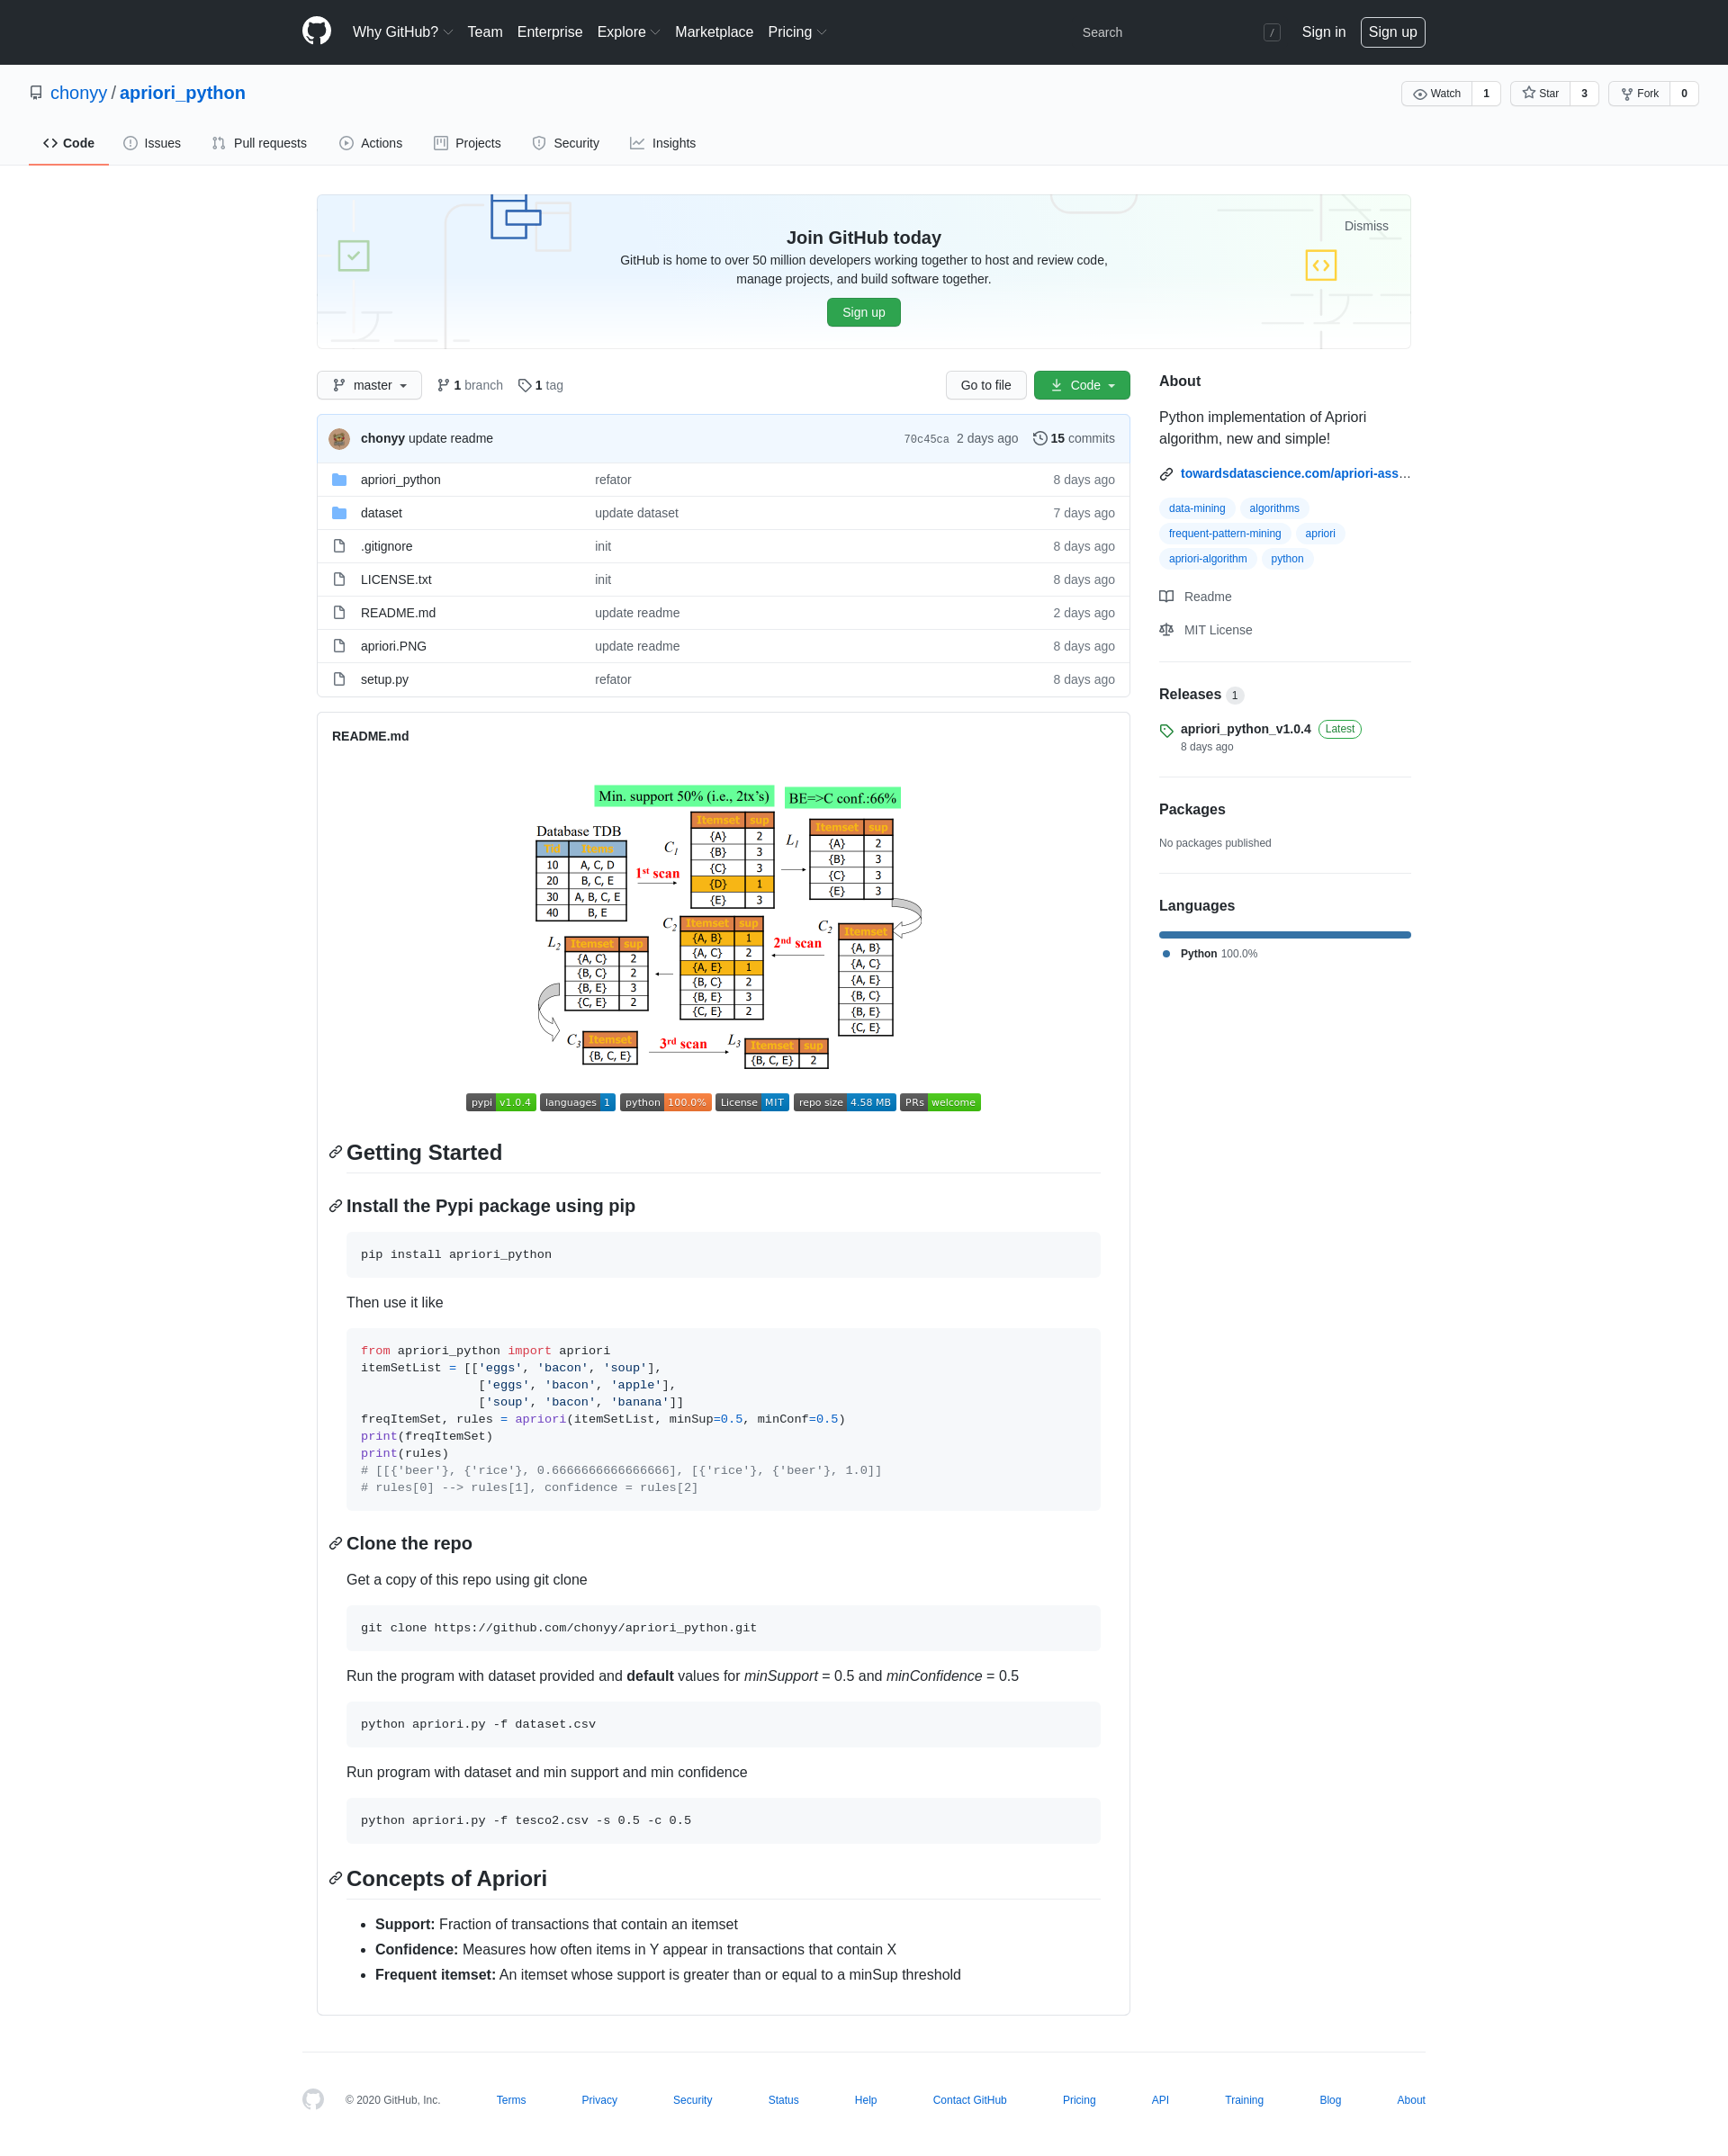 Why GitHub? Team Enterprise Explore Marketplace Pricing Search / Sign in Sign up
chonyy / apriori_python Watch 1 Star 3 Fork 0
Code Issues Pull requests Actions Projects Security Insights
Dismiss
Join GitHub today
GitHub is home to over 50 million developers working together to host and review code,
manage projects, and build software together.
Sign up
master 1 branch 1 tag Go to file Code
chonyy update readme 70c45ca 2 days ago 15 commits
apriori_python refator 8 days ago
dataset update dataset 7 days ago
.gitignore init 8 days ago
LICENSE.txt init 8 days ago
README.md update readme 2 days ago
apriori.PNG update readme 8 days ago
setup.py refator 8 days ago
About
Python implementation of Apriori
algorithm, new and simple!
towardsdatascience.com/apriori-ass...
data-mining algorithms
frequent-pattern-mining apriori
apriori-algorithm python
Readme
MIT License
Releases 1
apriori_python_v1.0.4 Latest
8 days ago
Packages
No packages published
Languages
Python 100.0%
README.md
Min. support 50% (i.e., 2tx's) BE=>C conf.:66%
Database TDB
Tid Items
10 A, C, D
20 B, C, E
30 A, B, C, E
40 B, E
1st scan
C1
Itemset sup
{A} 2
{B} 3
{C} 3
{D} 1
{E} 3
L1
Itemset sup
{A} 2
{B} 3
{C} 3
{E} 3
C2
Itemset
{A, B}
{A, C}
{A, E}
{B, C}
{B, E}
{C, E}
2nd scan
C2
Itemset sup
{A, B} 1
{A, C} 2
{A, E} 1
{B, C} 2
{B, E} 3
{C, E} 2
L2
Itemset sup
{A, C} 2
{B, C} 2
{B, E} 3
{C, E} 2
C3
Itemset
{B, C, E}
3rd scan
L3
Itemset sup
{B, C, E} 2
pypi v1.0.4 languages 1 python 100.0% License MIT repo size 4.58 MB PRs welcome
Getting Started
Install the Pypi package using pip
pip install apriori_python
Then use it like
from apriori_python import apriori
itemSetList = [['eggs', 'bacon', 'soup'],
['eggs', 'bacon', 'apple'],
['soup', 'bacon', 'banana']]
freqItemSet, rules = apriori(itemSetList, minSup=0.5, minConf=0.5)
print(freqItemSet)
print(rules)
# [[{'beer'}, {'rice'}, 0.6666666666666666], [{'rice'}, {'beer'}, 1.0]]
# rules[0] --> rules[1], confidence = rules[2]
Clone the repo
Get a copy of this repo using git clone
git clone https://github.com/chonyy/apriori_python.git
Run the program with dataset provided and default values for minSupport = 0.5 and minConfidence = 0.5
python apriori.py -f dataset.csv
Run program with dataset and min support and min confidence
python apriori.py -f tesco2.csv -s 0.5 -c 0.5
Concepts of Apriori
• Support: Fraction of transactions that contain an itemset
• Confidence: Measures how often items in Y appear in transactions that contain X
• Frequent itemset: An itemset whose support is greater than or equal to a minSup threshold
© 2020 GitHub, Inc. Terms Privacy Security Status Help Contact GitHub Pricing API Training Blog About